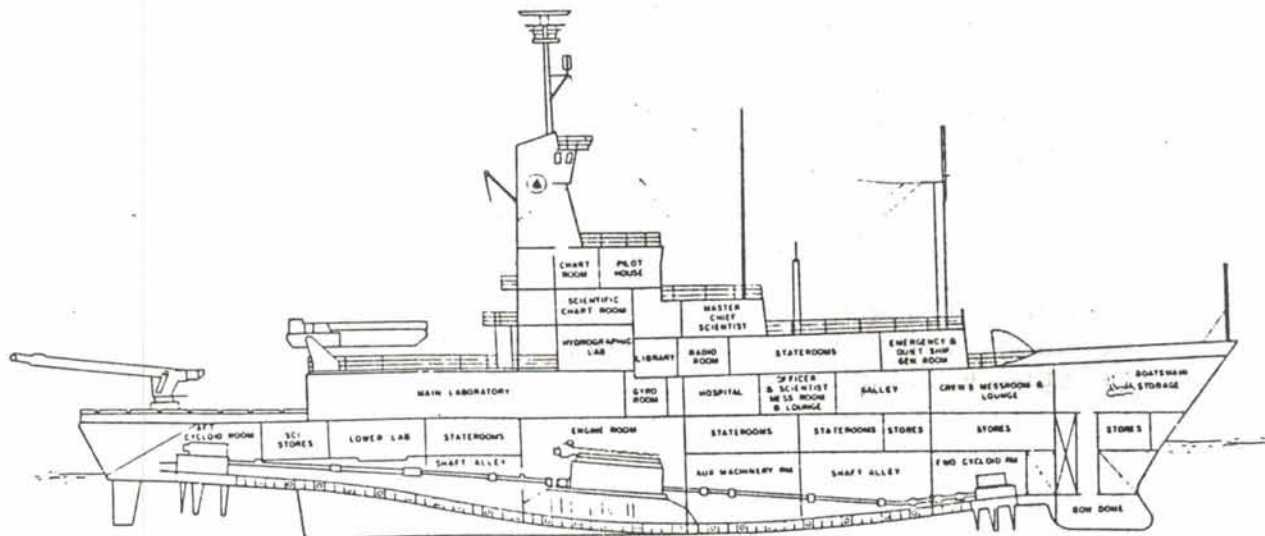 CHART
ROOM
PILOT
HOUSE
SCIENTIFIC
CHART ROOM
MASTER
CHIEF
SCIENTIST
HYDROGRAPHIC
LAB
LIBRARY
RADIO
ROOM
STATEROOMS
EMERGENCY &
QUIET SHIP
GEN ROOM
MAIN LABORATORY
GYRO
ROOM
HOSPITAL
OFFICER
& SCIENTIST
MESS ROOM
& LOUNGE
GALLEY
CREW'S MESSROOM &
LOUNGE
BOATSWAIN
STORAGE
AFT
CYCLOID ROOM
SCI
STORES
LOWER LAB
STATEROOMS
ENGINE ROOM
STATEROOMS
STATEROOMS
STORES
STORES
STORES
SHAFT ALLEY
AUX MACHINERY RM
SHAFT ALLEY
FWD CYCLOID RM
BOW DOME